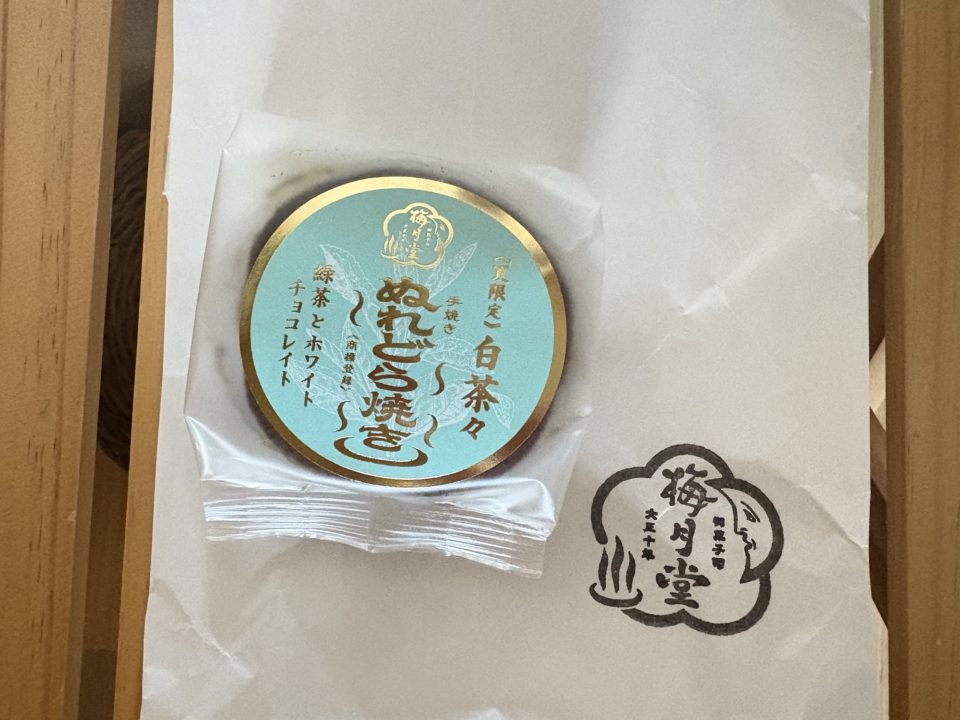 梅月堂
〈夏限定〉白茶々
手焼き
ぬれどら焼き
(商標登録)
緑茶とホワイト
チョコレイト
梅月堂
御菓子司
大正十年